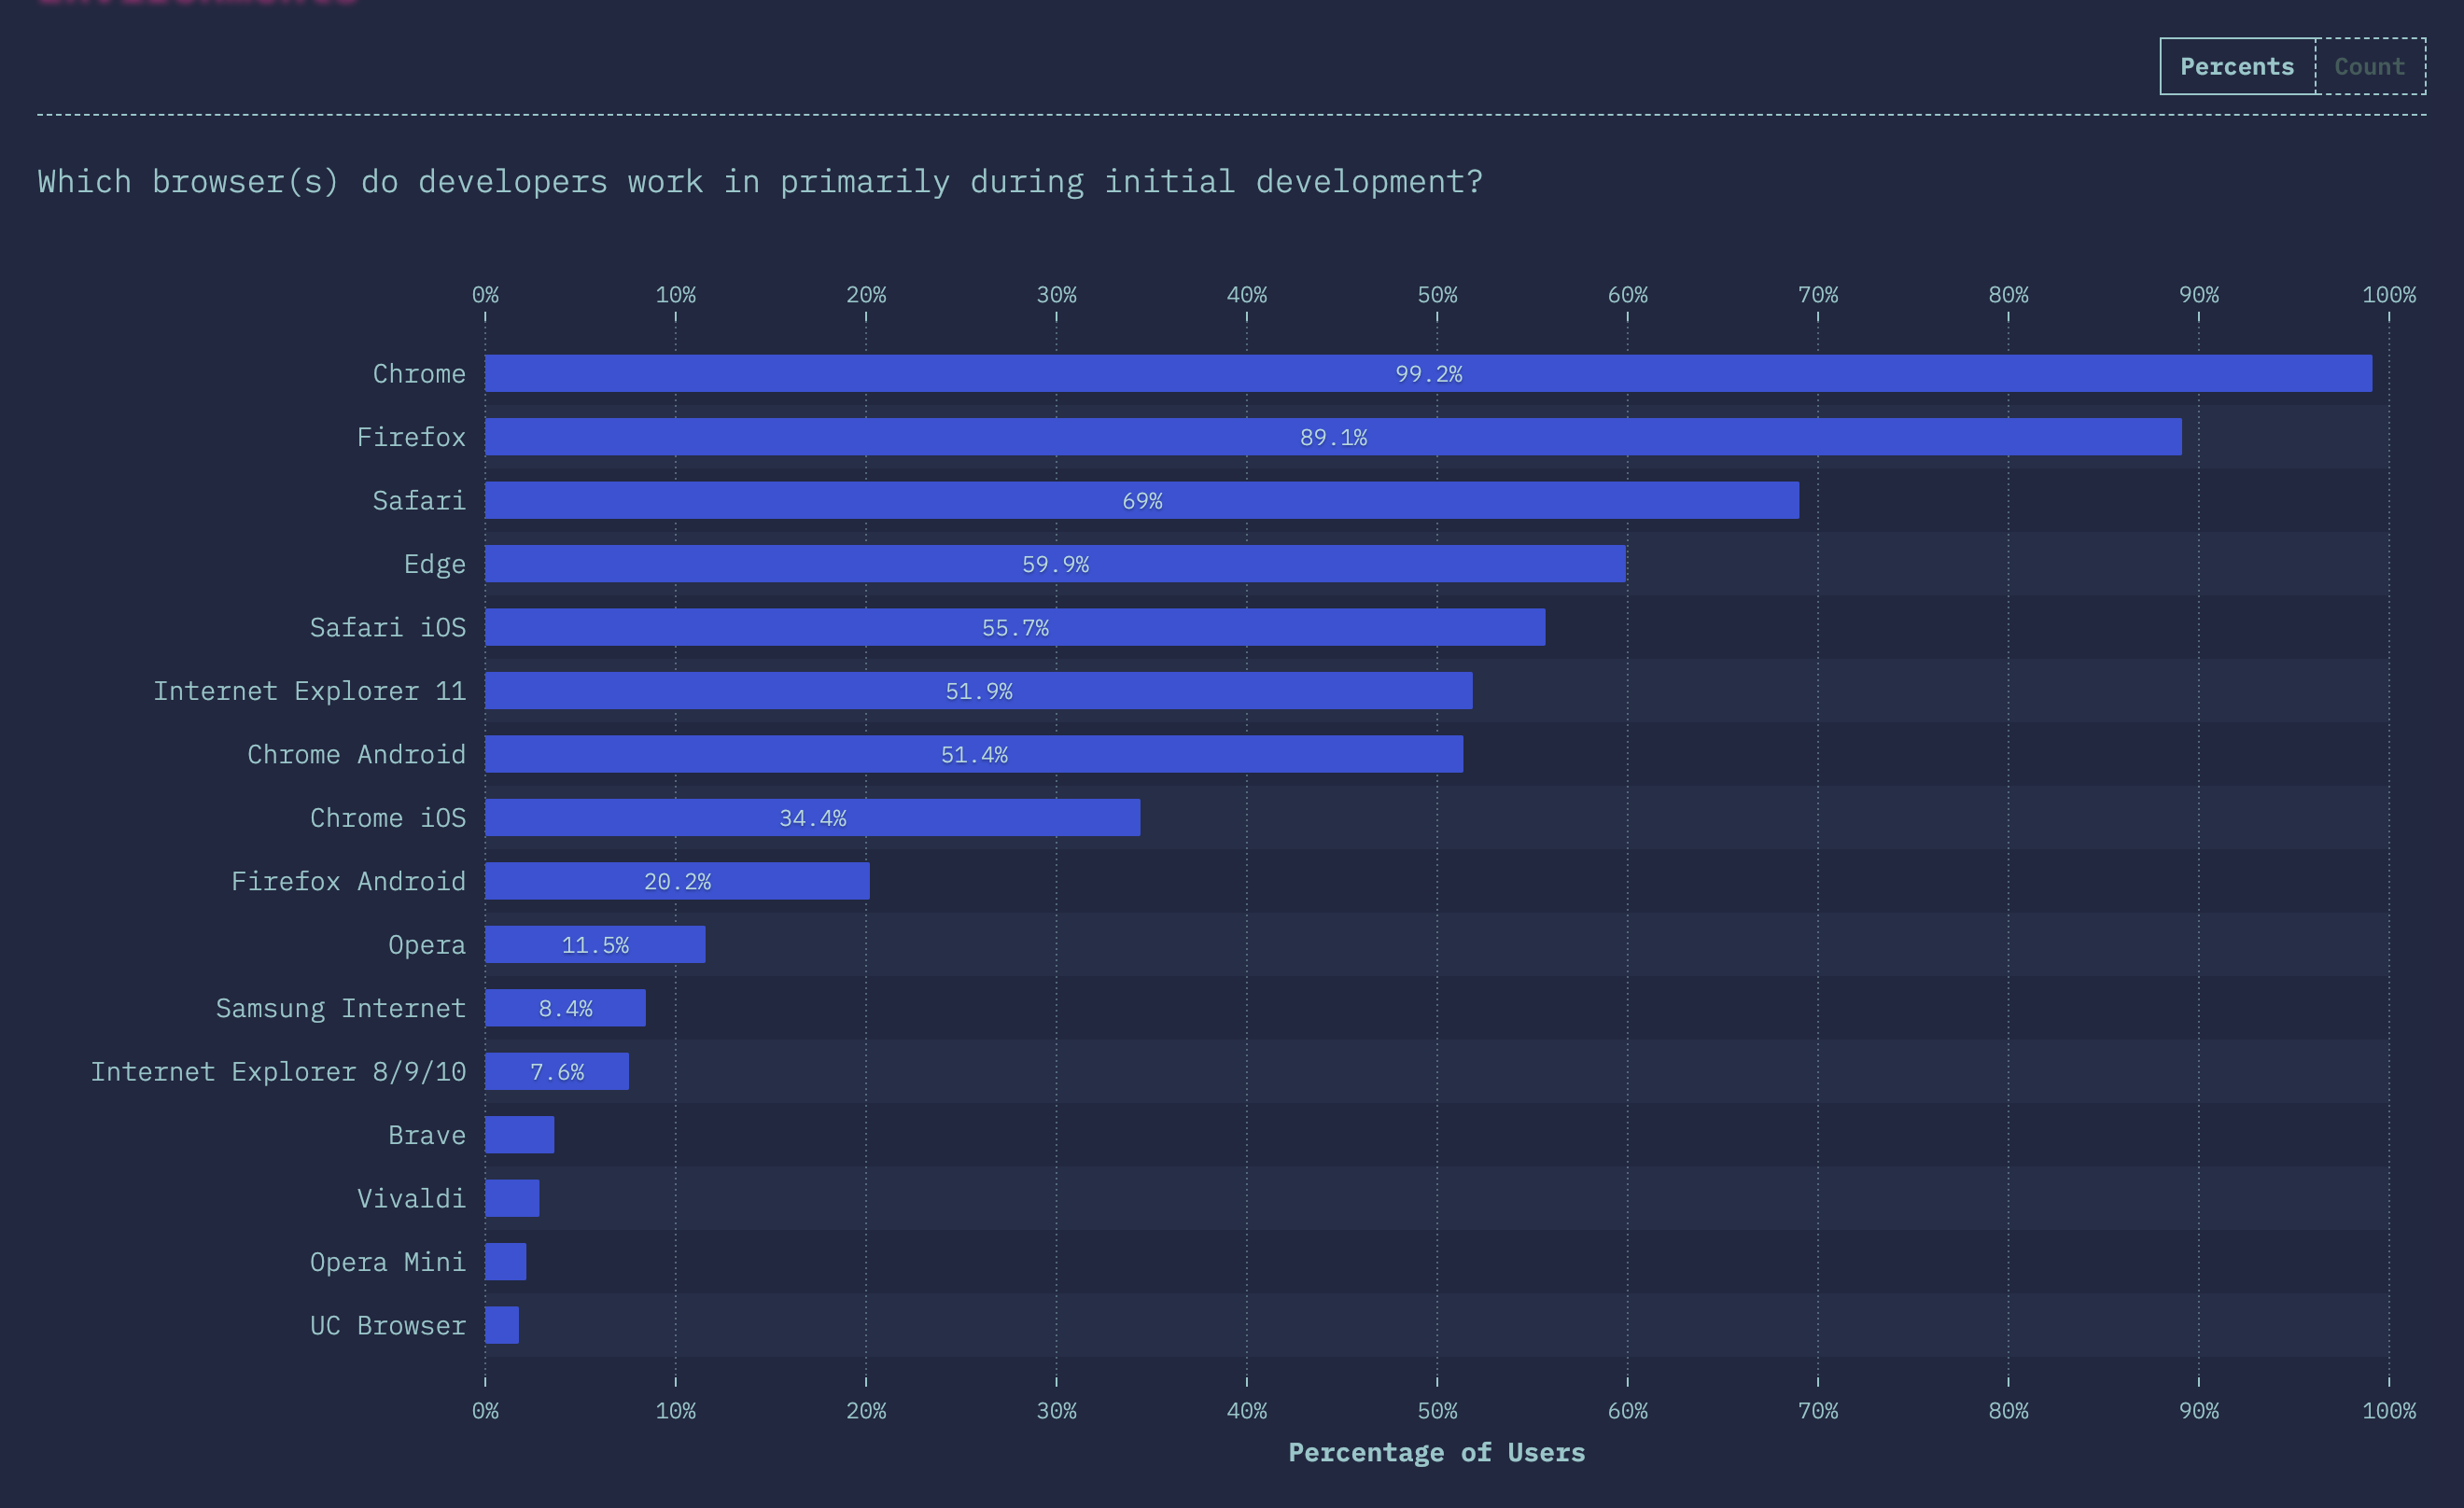 Percents Count
Which browser(s) do developers work in primarily during initial development?
0% 10% 20% 30% 40% 50% 60% 70% 80% 90% 100%
Chrome 99.2%
Firefox 89.1%
Safari 69%
Edge 59.9%
Safari iOS 55.7%
Internet Explorer 11 51.9%
Chrome Android 51.4%
Chrome iOS 34.4%
Firefox Android 20.2%
Opera 11.5%
Samsung Internet 8.4%
Internet Explorer 8/9/10 7.6%
Brave
Vivaldi
Opera Mini
UC Browser
0% 10% 20% 30% 40% 50% 60% 70% 80% 90% 100%
Percentage of Users